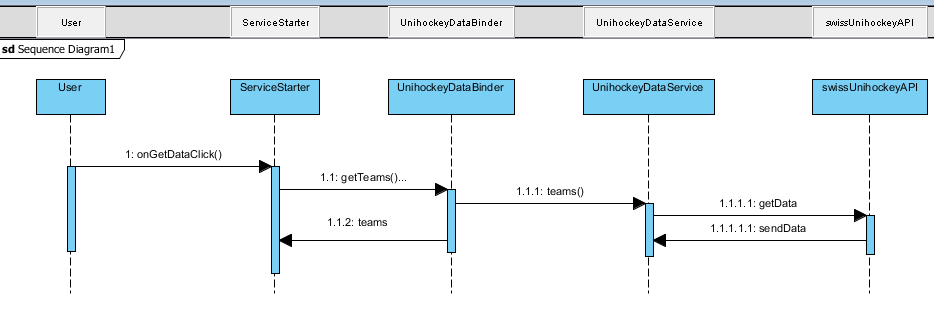 User ServiceStarter UnihockeyDataBinder UnihockeyDataService swissUnihockeyAPI
sd Sequence Diagram1
User ServiceStarter UnihockeyDataBinder UnihockeyDataService swissUnihockeyAPI
1: onGetDataClick()
1.1: getTeams()...
1.1.1: teams()
1.1.1.1: getData
1.1.2: teams
1.1.1.1.1: sendData